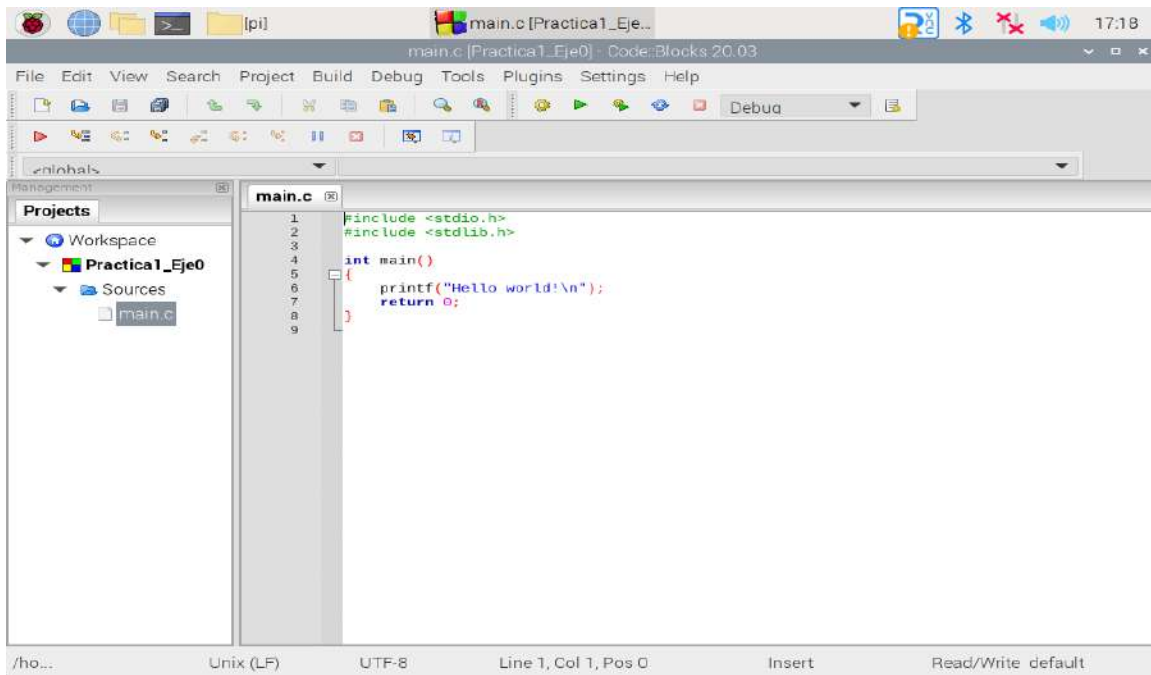 [pi] main.c [Practica1_Eje... 17:18
main.c [Practica1_Eje0] - Code::Blocks 20.03
File Edit View Search Project Build Debug Tools Plugins Settings Help
Debug
<global>
Management
main.c
Projects
Workspace
Practica1_Eje0
Sources
main.c
1 #include <stdio.h>
2 #include <stdlib.h>
3
4 int main()
5 {
6 printf("Hello world!\n");
7 return 0;
8 }
9
/ho... Unix (LF) UTF-8 Line 1, Col 1, Pos 0 Insert Read/Write default